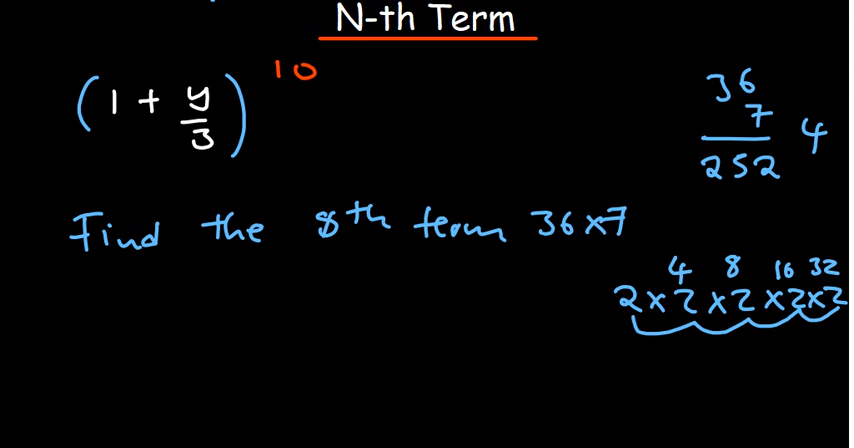 N-th Term
(1 + y/3)^10
36
7
252 4
Find the 8th term 36×7
4 8 16 32
2×2×2×2×2